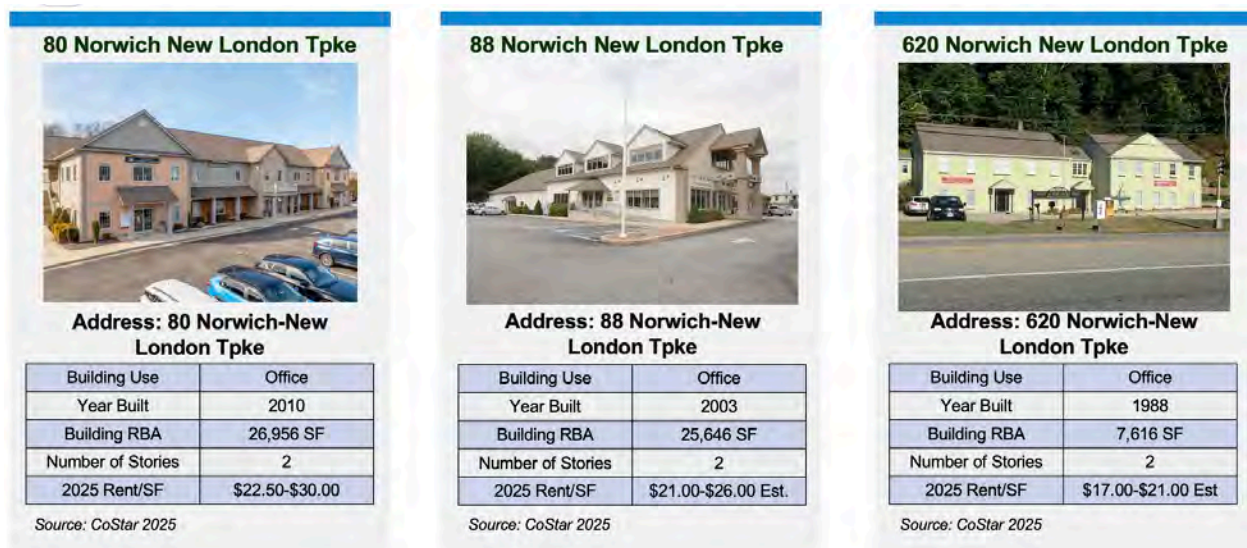 80 Norwich New London Tpke
Address: 80 Norwich-New
London Tpke
Building Use Office
Year Built 2010
Building RBA 26,956 SF
Number of Stories 2
2025 Rent/SF $22.50-$30.00
Source: CoStar 2025
88 Norwich New London Tpke
Address: 88 Norwich-New
London Tpke
Building Use Office
Year Built 2003
Building RBA 25,646 SF
Number of Stories 2
2025 Rent/SF $21.00-$26.00 Est.
Source: CoStar 2025
620 Norwich New London Tpke
Address: 620 Norwich-New
London Tpke
Building Use Office
Year Built 1988
Building RBA 7,616 SF
Number of Stories 2
2025 Rent/SF $17.00-$21.00 Est
Source: CoStar 2025